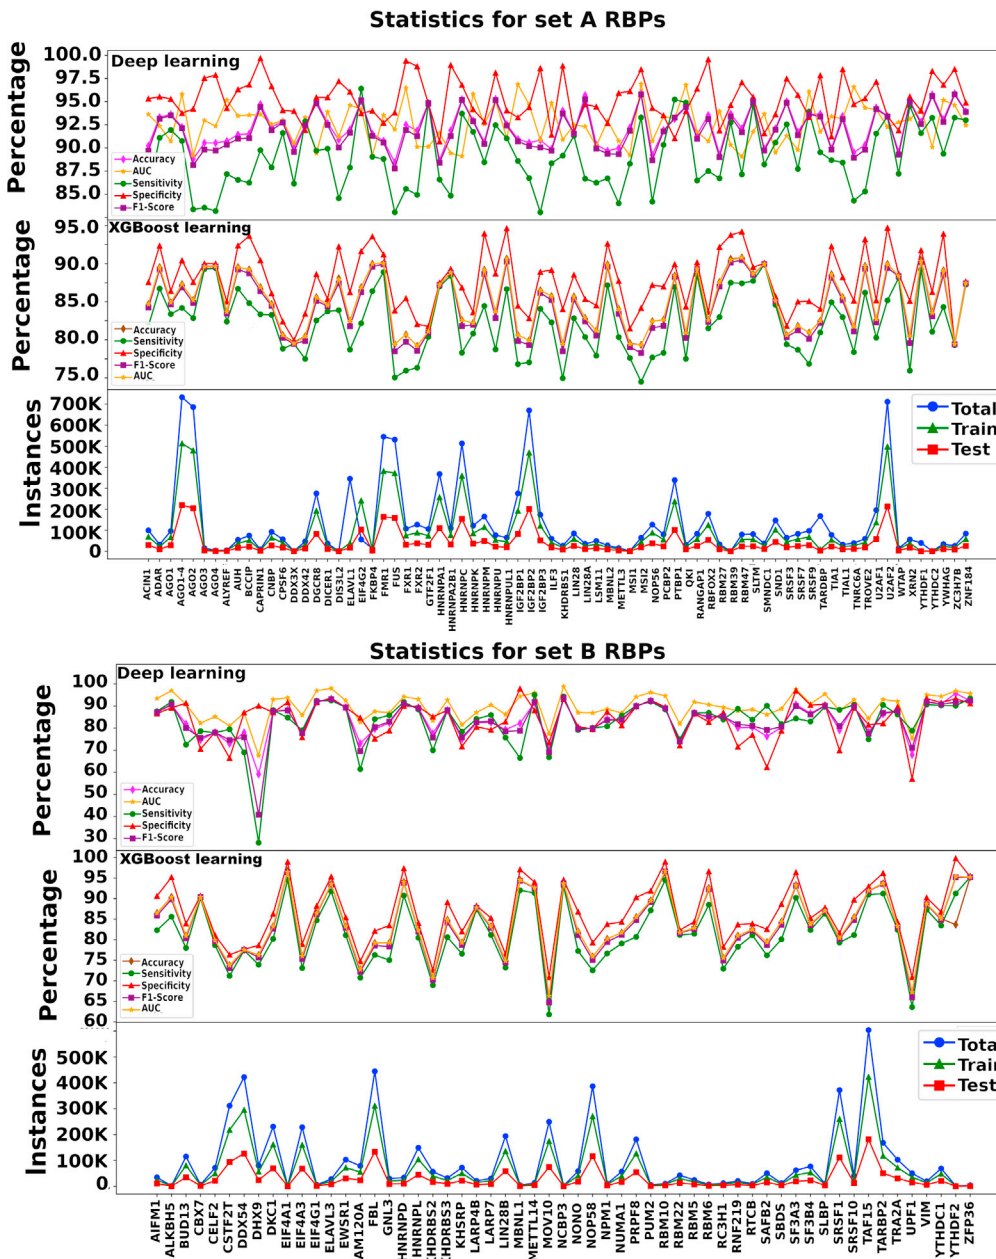 Statistics for set A RBPs
Percentage
100.0
97.5
95.0
92.5
90.0
87.5
85.0
Deep learning
Accuracy
AUC
Sensitivity
Specificity
F1-Score
Percentage
95.0
90.0
85.0
80.0
75.0
XGBoost learning
Accuracy
Sensitivity
Specificity
F1-Score
AUC
Instances
700K
600K
500K
400K
300K
200K
100K
0
Total
Train
Test
ACIN1
ADAR
AGO1
AGO1-4
AGO2
AGO3
AGO4
ALYREF
AUH
BCCIP
CAPRIN1
CNBP
CPSF6
DDX3X
DDX42
DGCR8
DICER1
DIS3L2
ELAVL1
EIF4G2
FKBP4
FMR1
FUS
FXR1
FXR2
GTF2F1
HNRNPA1
HNRNPA2B1
HNRNPC
HNRNPK
HNRNPM
HNRNPU
HNRNPUL1
IGF2BP1
IGF2BP2
IGF2BP3
ILF3
KHDRBS1
LIN28
LIN28A
LSM11
MBNL2
METTL3
MSI1
MSI2
NOP56
PCBP2
PTBP1
QKI
RANGAP1
RBFOX2
RBM27
RBM39
RBM47
SLTM
SMNDC1
SND1
SRSF3
SRSF7
SRSF9
TARDBP
TIA1
TIAL1
TNRC6A
TROVE2
U2AF1
U2AF2
WTAP
XRN2
YTHDF1
YTHDC2
YWHAG
ZC3H7B
ZNF184
Statistics for set B RBPs
Percentage
100
90
80
70
60
50
40
30
Deep learning
Accuracy
AUC
Sensitivity
Specificity
F1-Score
Percentage
100
95
90
85
80
75
70
65
60
XGBoost learning
Accuracy
Sensitivity
Specificity
F1-Score
AUC
Instances
500K
400K
300K
200K
100K
0
Total
Train
Test
AIFM1
ALKBH5
BUD13
CBX7
CELF2
CSTF2T
DDX54
DHX9
DKC1
EIF4A1
EIF4A3
EIF4G1
ELAVL3
EWSR1
AM120A
FBL
GNL3
HNRNPD
HNRNPL
KHDRBS2
KHDRBS3
KHSRP
LARP4B
LARP7
LIN28B
MBNL1
METTL14
MOV10
NCBP3
NONO
NOP58
NPM1
NUMA1
PRPF8
PUM2
RBM10
RBM22
RBM5
RBM6
RC3H1
RNF219
RTCB
SAFB2
SBDS
SF3A3
SF3B4
SLBP
SRSF1
SRSF10
TAF15
TARBP2
TRA2A
UPF1
VIM
YTHDC1
YTHDF2
ZFP36